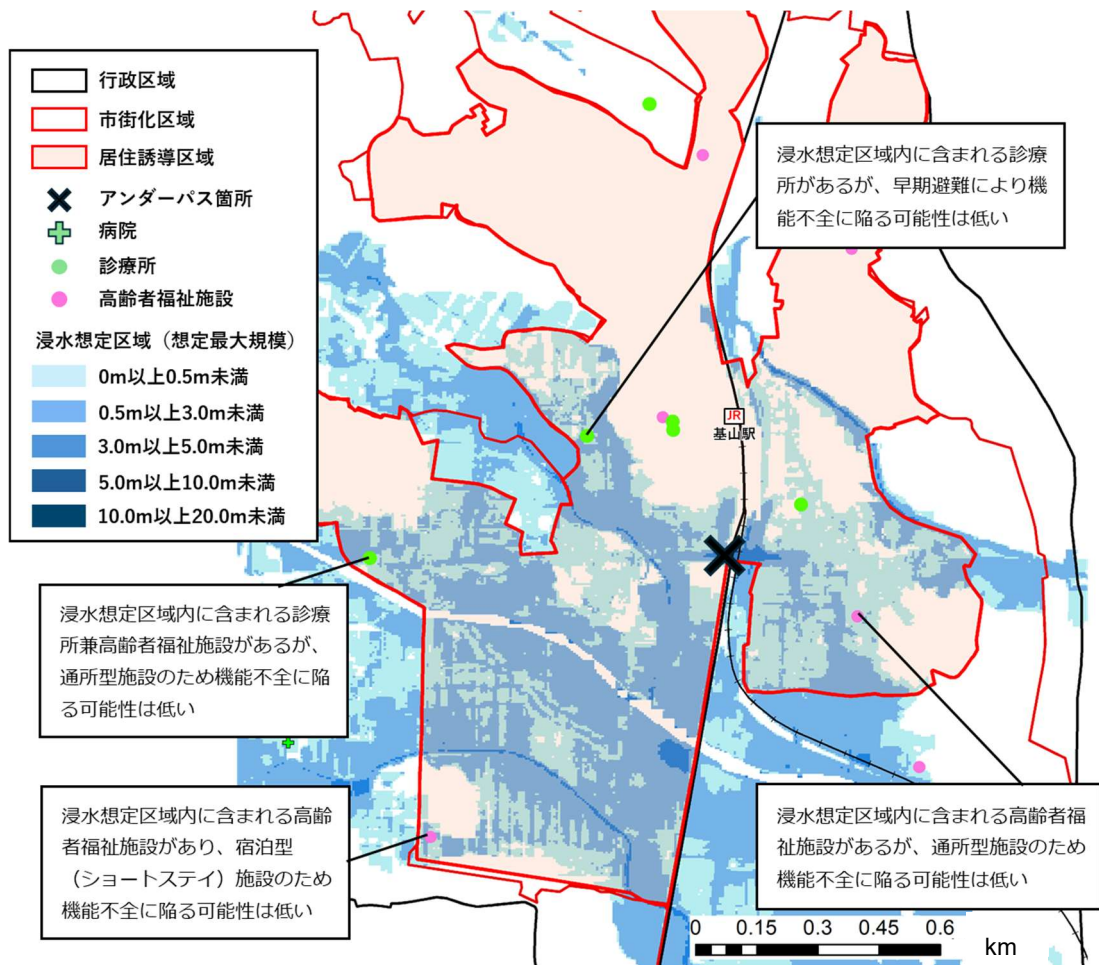 行政区域
市街化区域
居住誘導区域
アンダーパス箇所
病院
診療所
高齢者福祉施設
浸水想定区域（想定最大規模）
0m以上0.5m未満
0.5m以上3.0m未満
3.0m以上5.0m未満
5.0m以上10.0m未満
10.0m以上20.0m未満
浸水想定区域内に含まれる診療
所があるが、早期避難により機
能不全に陥る可能性は低い
JR
基山駅
浸水想定区域内に含まれる診療
所兼高齢者福祉施設があるが、
通所型施設のため機能不全に陥
る可能性は低い
浸水想定区域内に含まれる高齢
者福祉施設があり、宿泊型
（ショートステイ）施設のため
機能不全に陥る可能性は低い
浸水想定区域内に含まれる高齢者福
祉施設があるが、通所型施設のため
機能不全に陥る可能性は低い
0 0.15 0.3 0.45 0.6
km